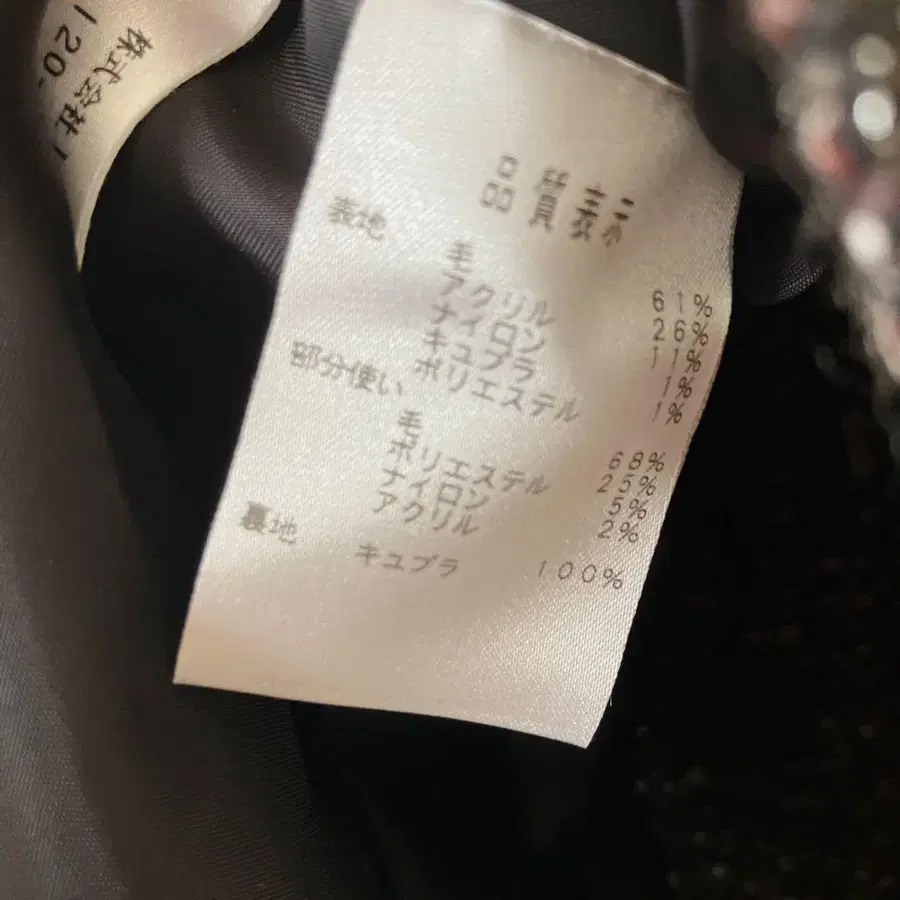 株式会社
120-
品質表示
表地
毛 61%
アクリル 26%
ナイロン 11%
キュプラ 1%
ポリエステル 1%
部分使い
毛 68%
ポリエステル 25%
ナイロン 5%
アクリル 2%
裏地
キュプラ 100%